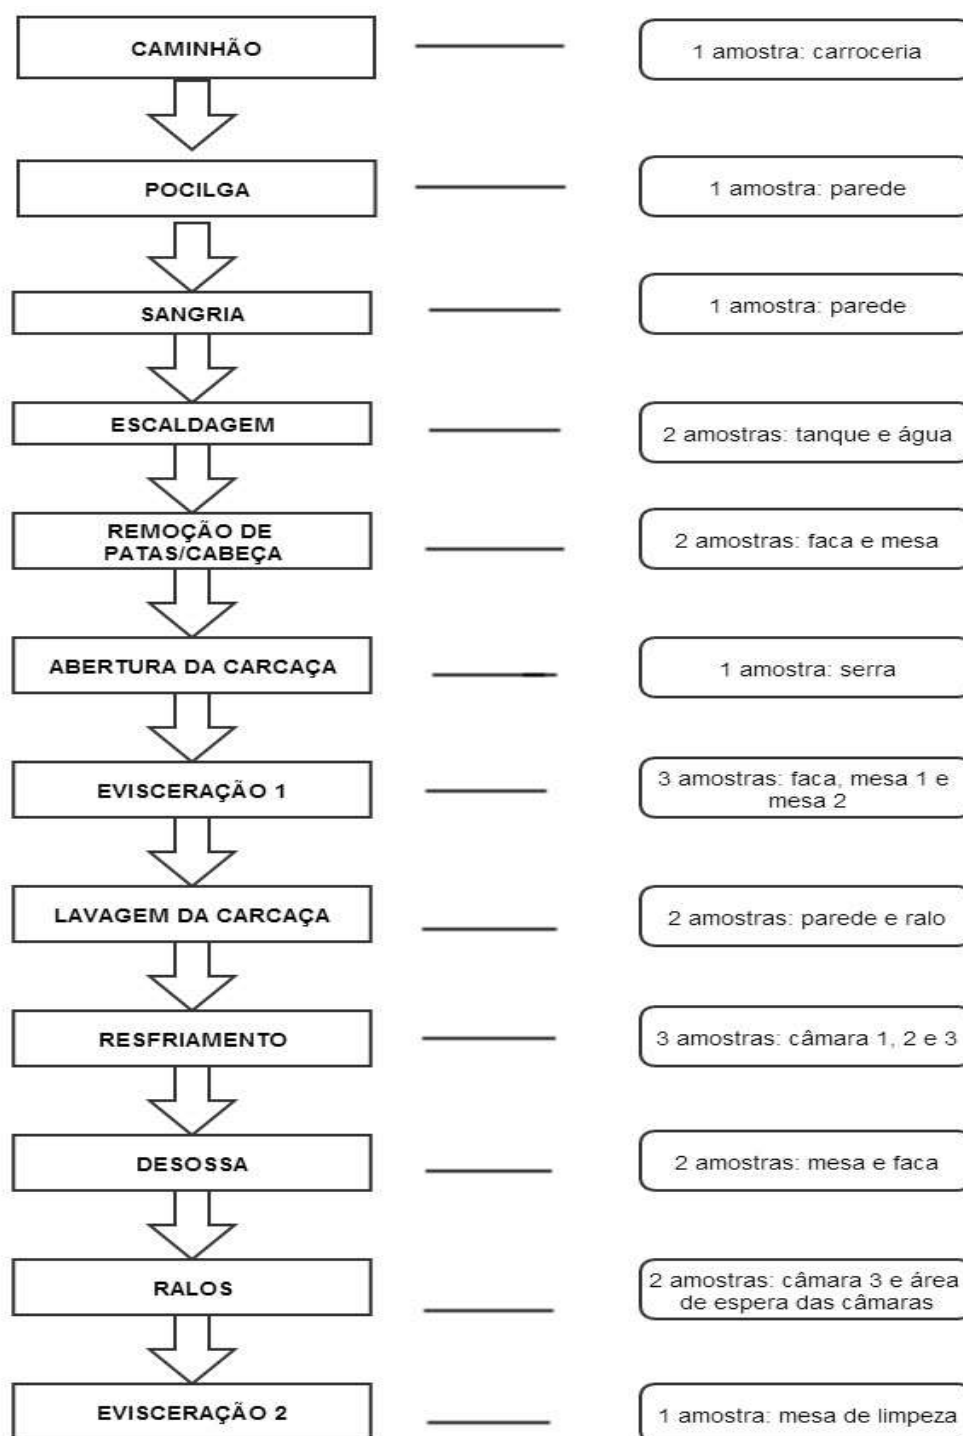 CAMINHÃO
1 amostra: carroceria
POCILGA
1 amostra: parede
SANGRIA
1 amostra: parede
ESCALDAGEM
2 amostras: tanque e água
REMOÇÃO DE
PATAS/CABEÇA
2 amostras: faca e mesa
ABERTURA DA CARCAÇA
1 amostra: serra
EVISCERAÇÃO 1
3 amostras: faca, mesa 1 e
mesa 2
LAVAGEM DA CARCAÇA
2 amostras: parede e ralo
RESFRIAMENTO
3 amostras: câmara 1, 2 e 3
DESOSSA
2 amostras: mesa e faca
RALOS
2 amostras: câmara 3 e área
de espera das câmaras
EVISCERAÇÃO 2
1 amostra: mesa de limpeza